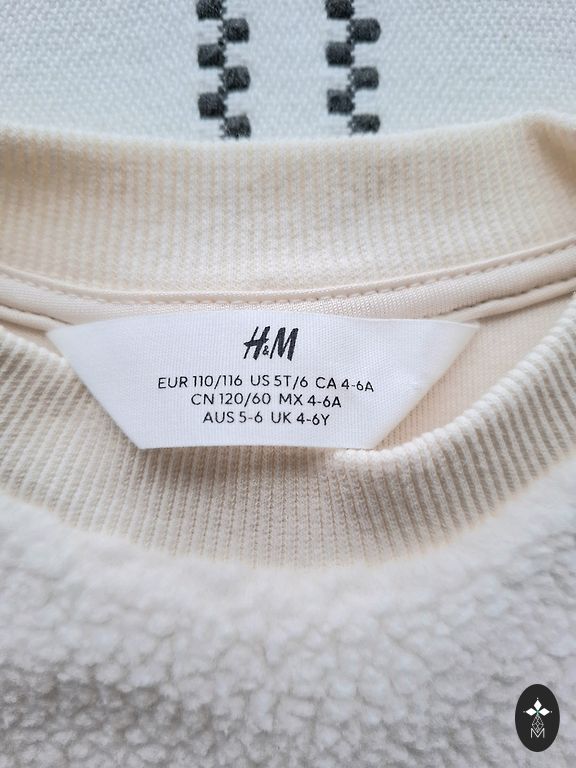 H&M
EUR 110/116 US 5T/6 CA 4-6A
CN 120/60 MX 4-6A
AUS 5-6 UK 4-6Y
M